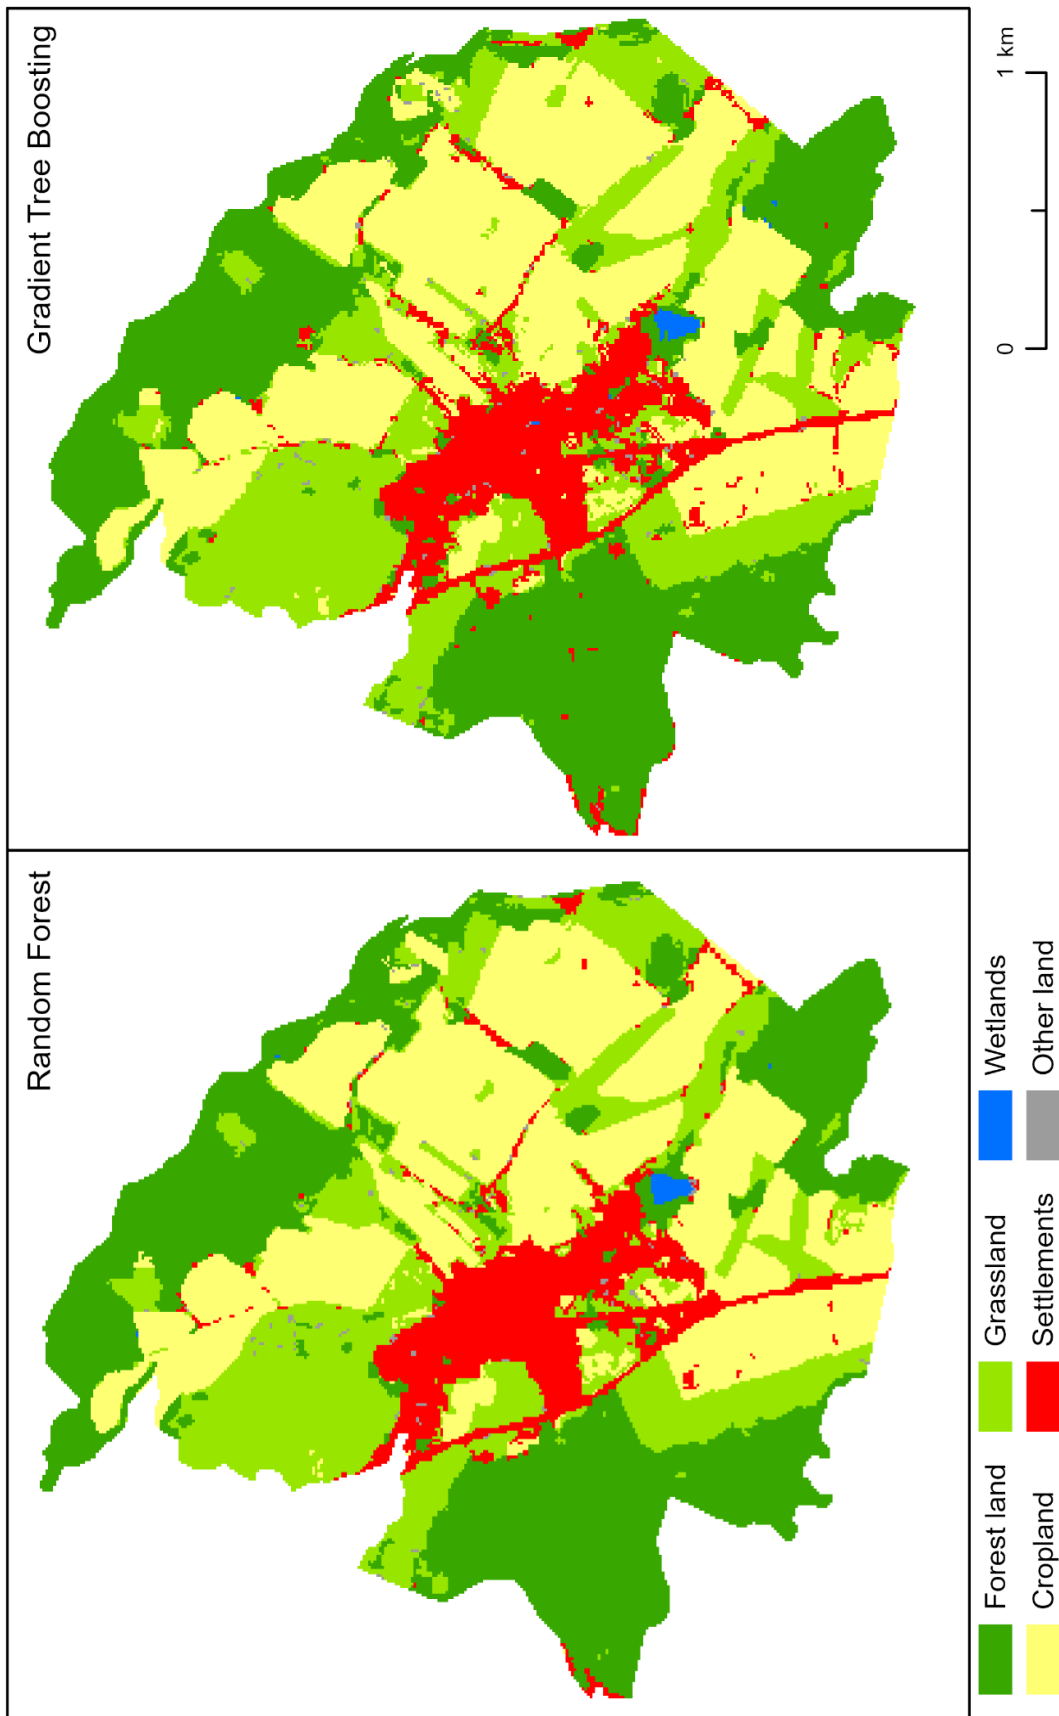 Random Forest
Gradient Tree Boosting
Forest land
Grassland
Wetlands
Cropland
Settlements
Other land
0
1 km